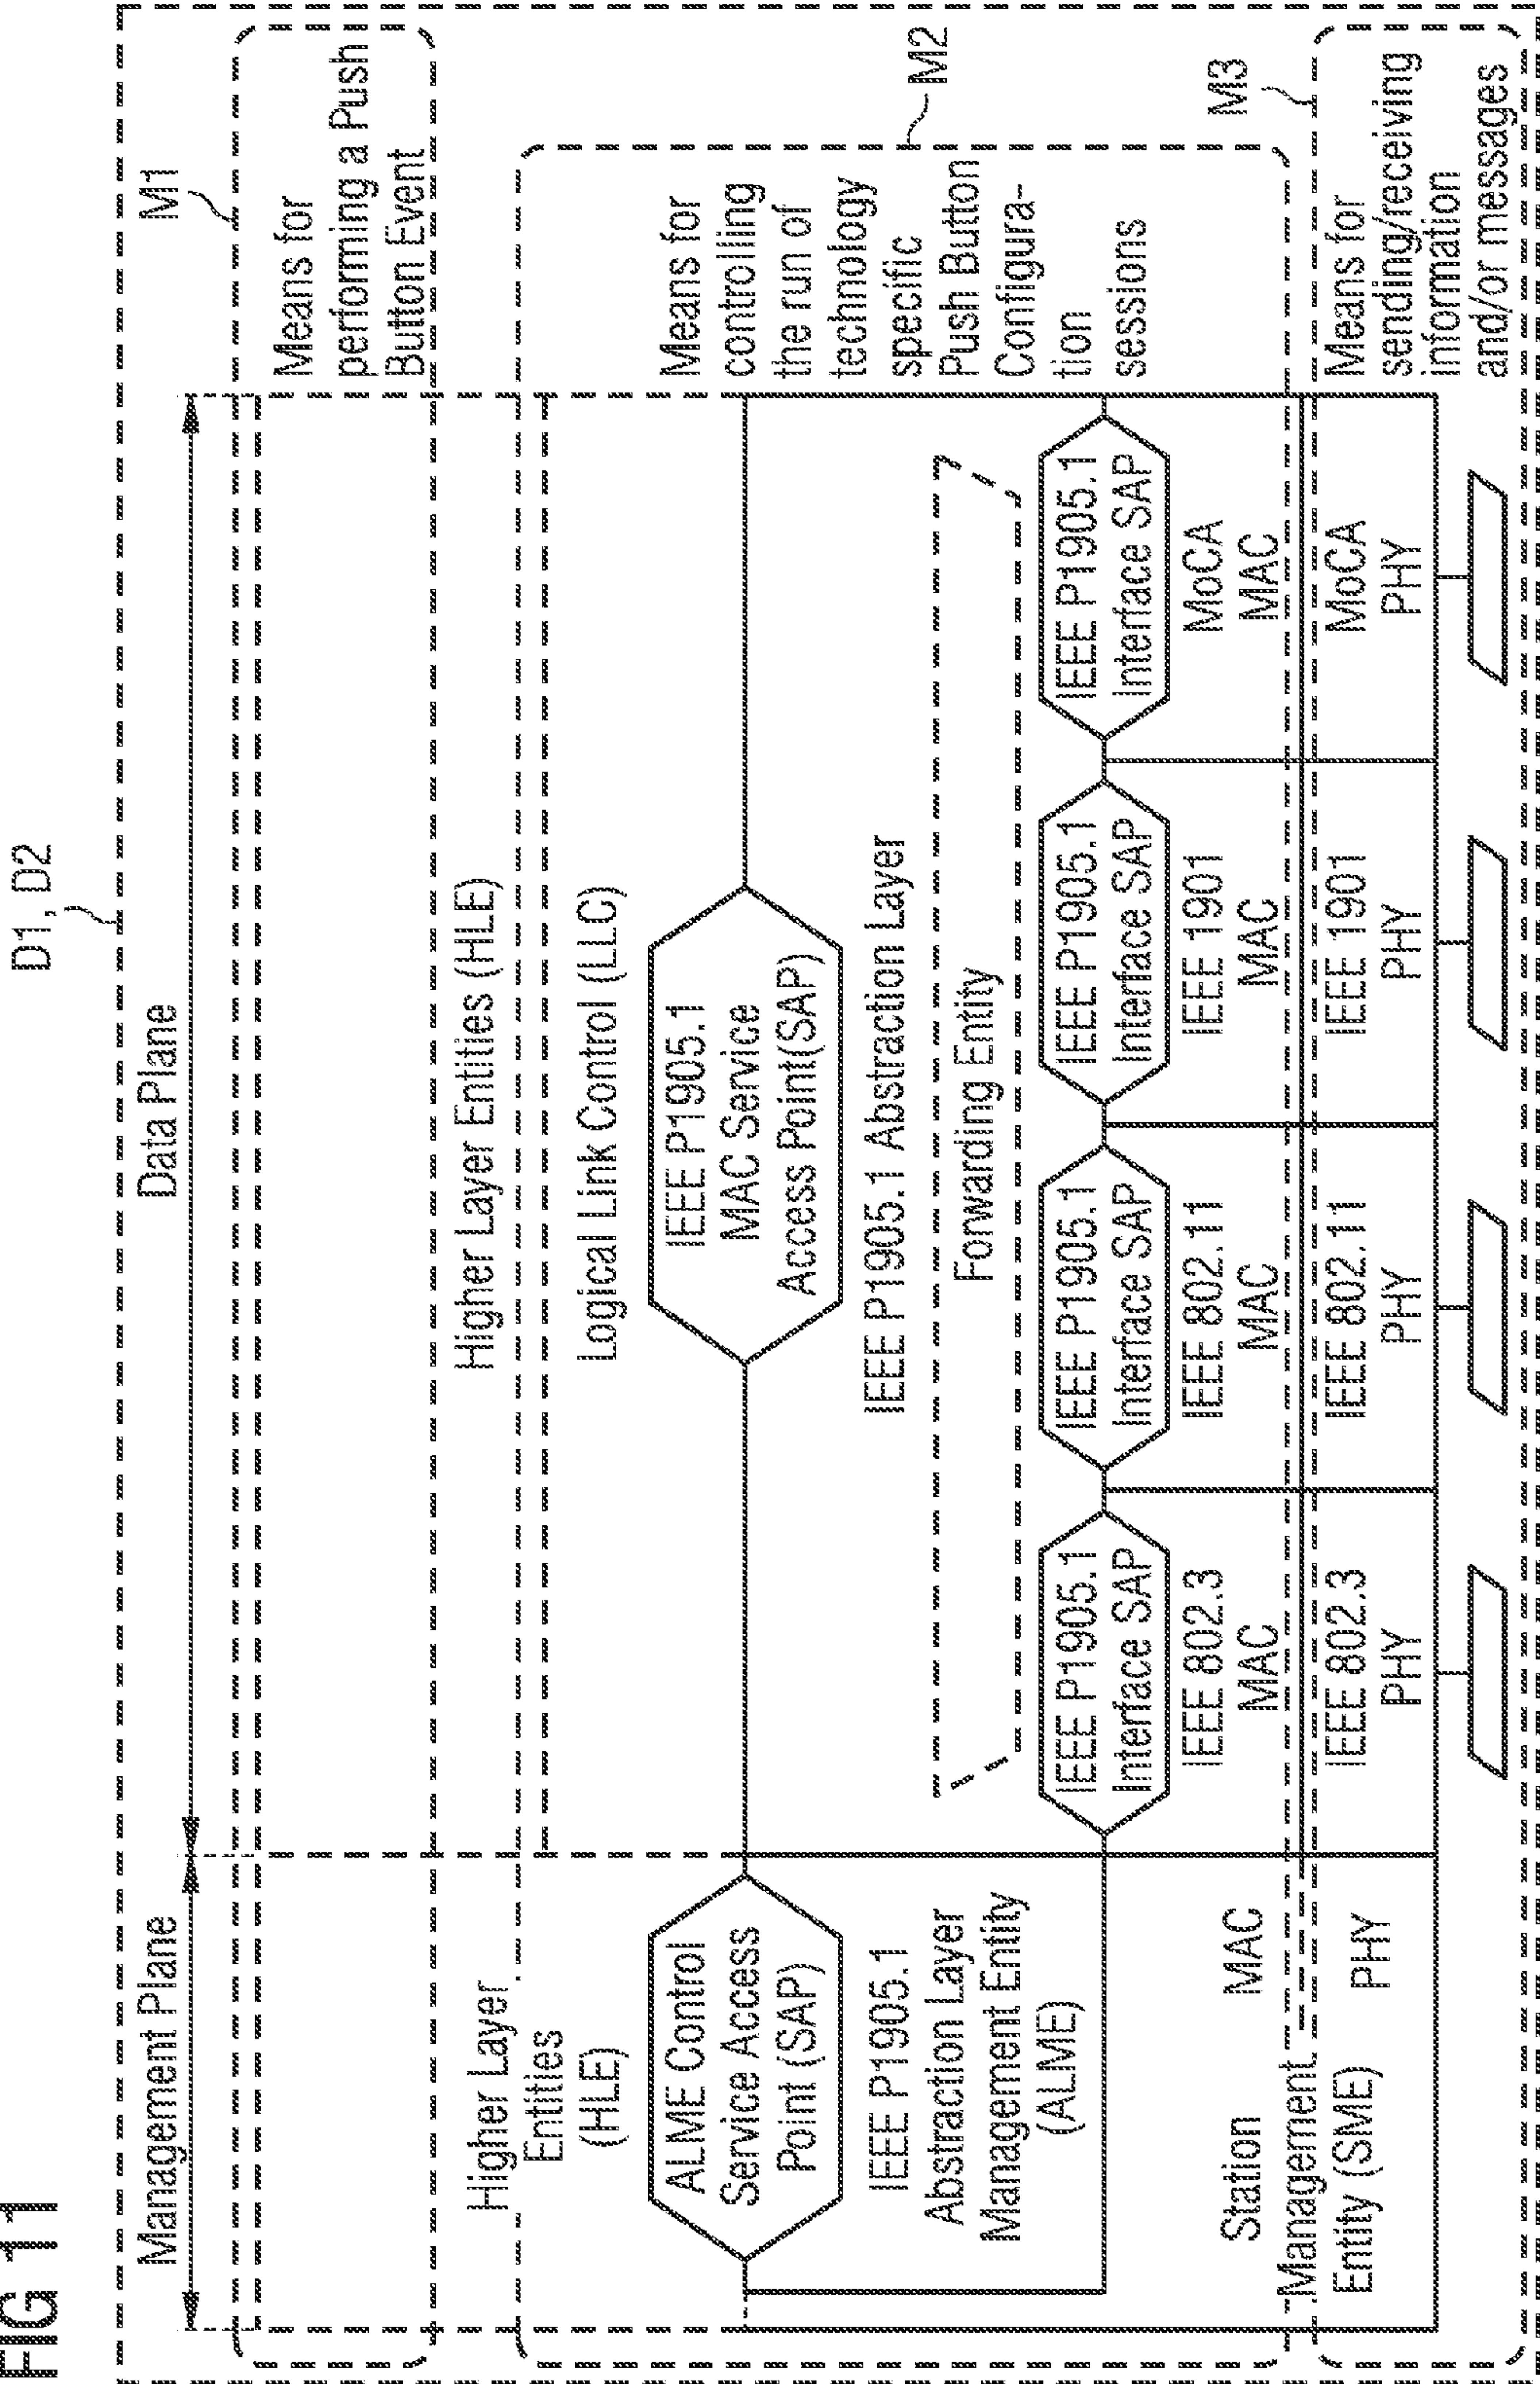 FIG 11
D1, D2
Management Plane
Data Plane
M1
Means for
performing a Push
Button Event
Higher Layer
Entities
(HLE)
Higher Layer Entities (HLE)
M2
Logical Link Control (LLC)
ALME Control
Service Access
Point (SAP)
IEEE P1905.1
MAC Service
Access Point(SAP)
Means for
controlling
the run of
technology
specific
Push Button
Configura-
tion
sessions
IEEE P1905.1
Abstraction Layer
Management Entity
(ALME)
IEEE P1905.1 Abstraction Layer
Forwarding Entity
IEEE P1905.1
Interface SAP
IEEE P1905.1
Interface SAP
IEEE P1905.1
Interface SAP
IEEE P1905.1
Interface SAP
IEEE 802.3
MAC
IEEE 802.11
MAC
IEEE 1901
MAC
MoCA
MAC
Station
Management
Entity (SME)
MAC
PHY
M3
IEEE 802.3
PHY
IEEE 802.11
PHY
IEEE 1901
PHY
MoCA
PHY
Means for
sending/receiving
information
and/or messages